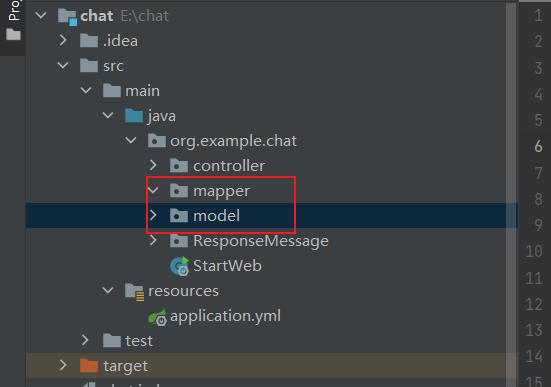 Pro
chat E:\chat
.idea
src
main
java
org.example.chat
controller
mapper
model
ResponseMessage
StartWeb
resources
application.yml
test
target
1
2
3
4
5
6
7
8
9
10
11
12
13
14
15